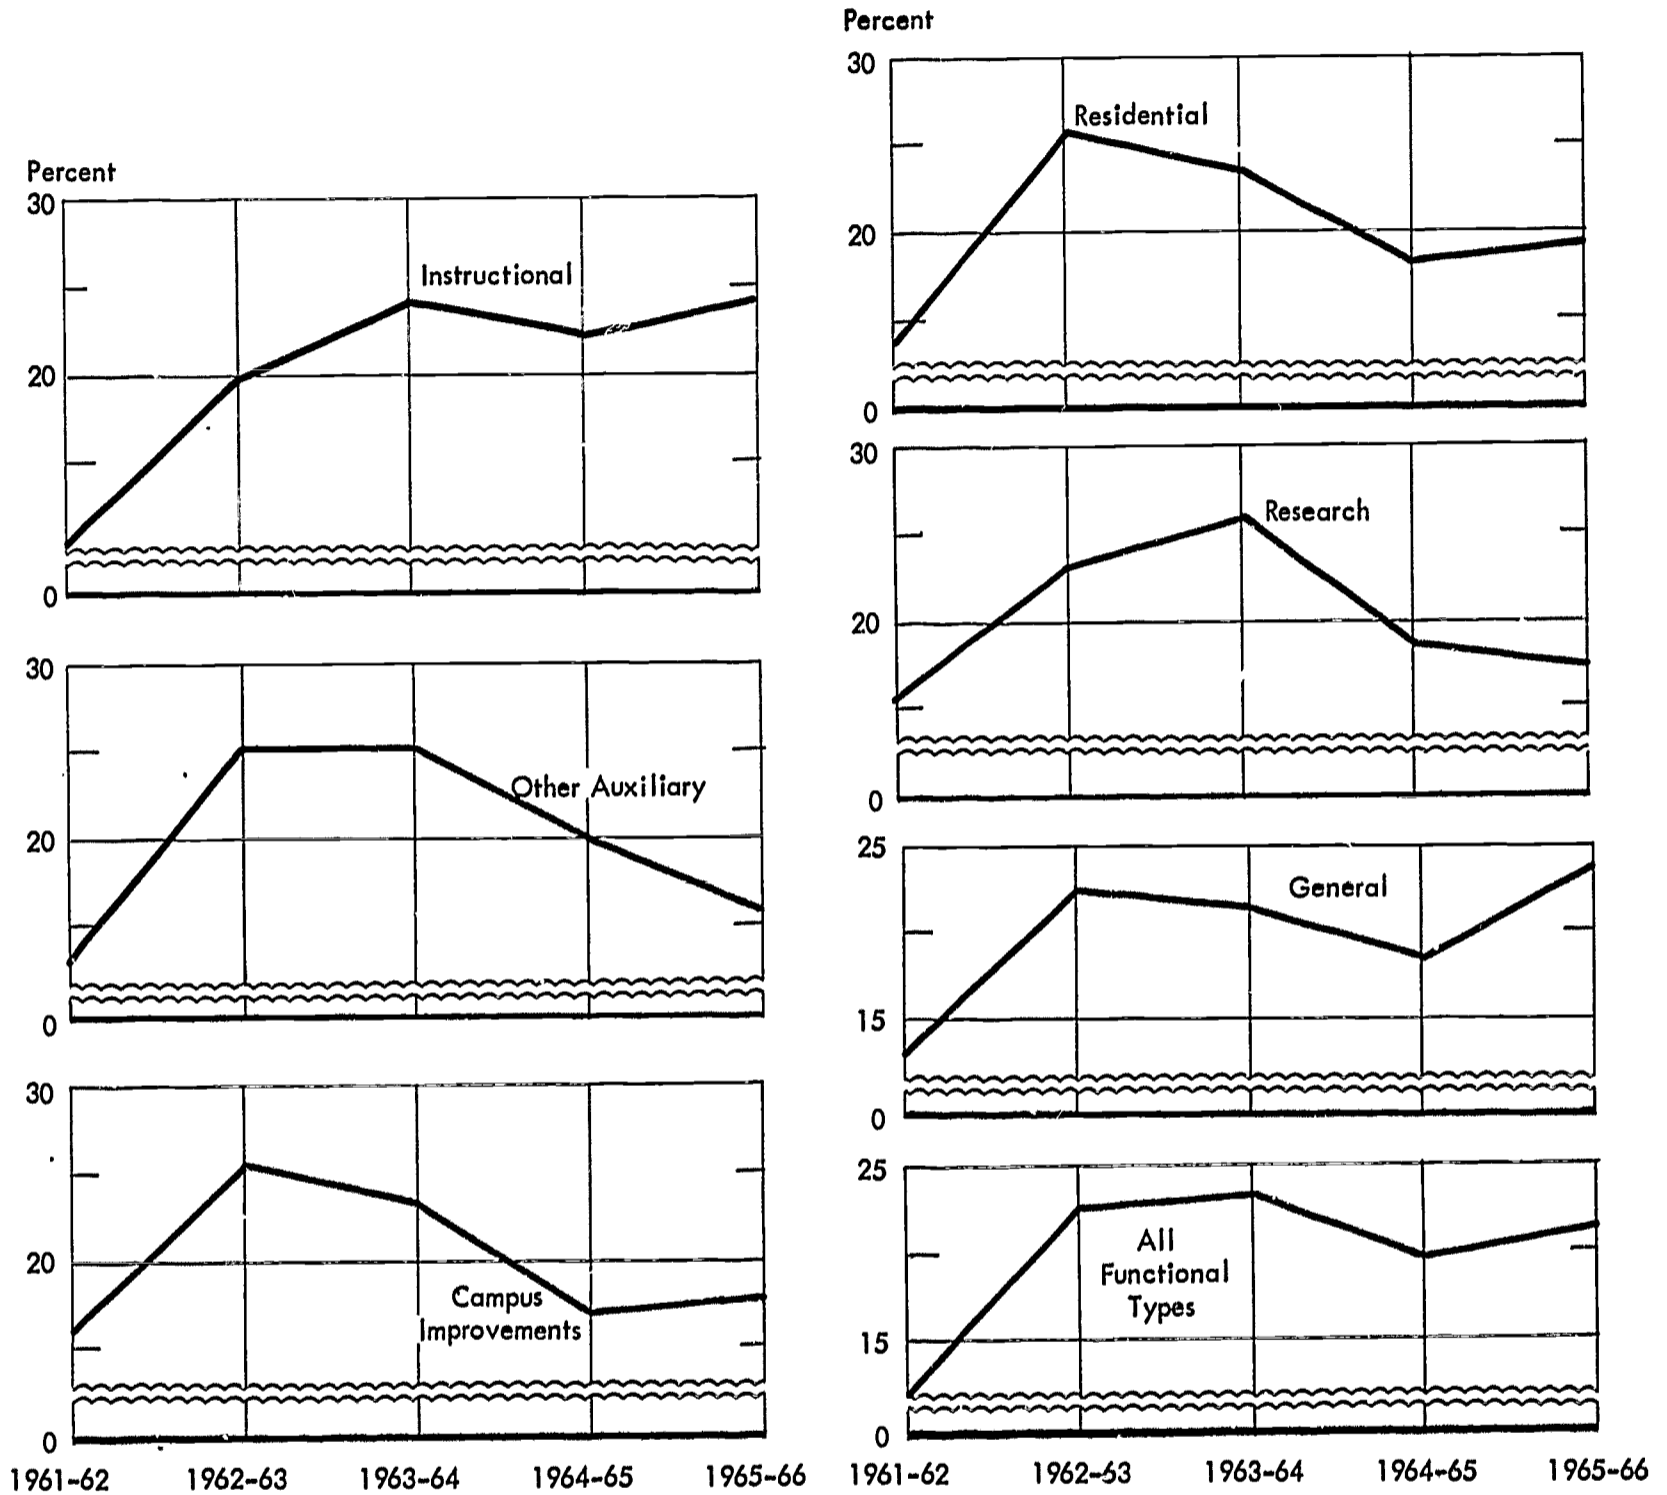 Percent
30
Instructional
20
0
30
Other Auxiliary
20
0
30
20
Campus
Improvements
0
1961-62 1962-63 1963-64 1964-65 1965-66
Percent
30
Residential
20
0
30
Research
20
0
25
General
15
0
25
All
Functional
Types
15
0
1961-62 1962-53 1963-64 1964-65 1965-66